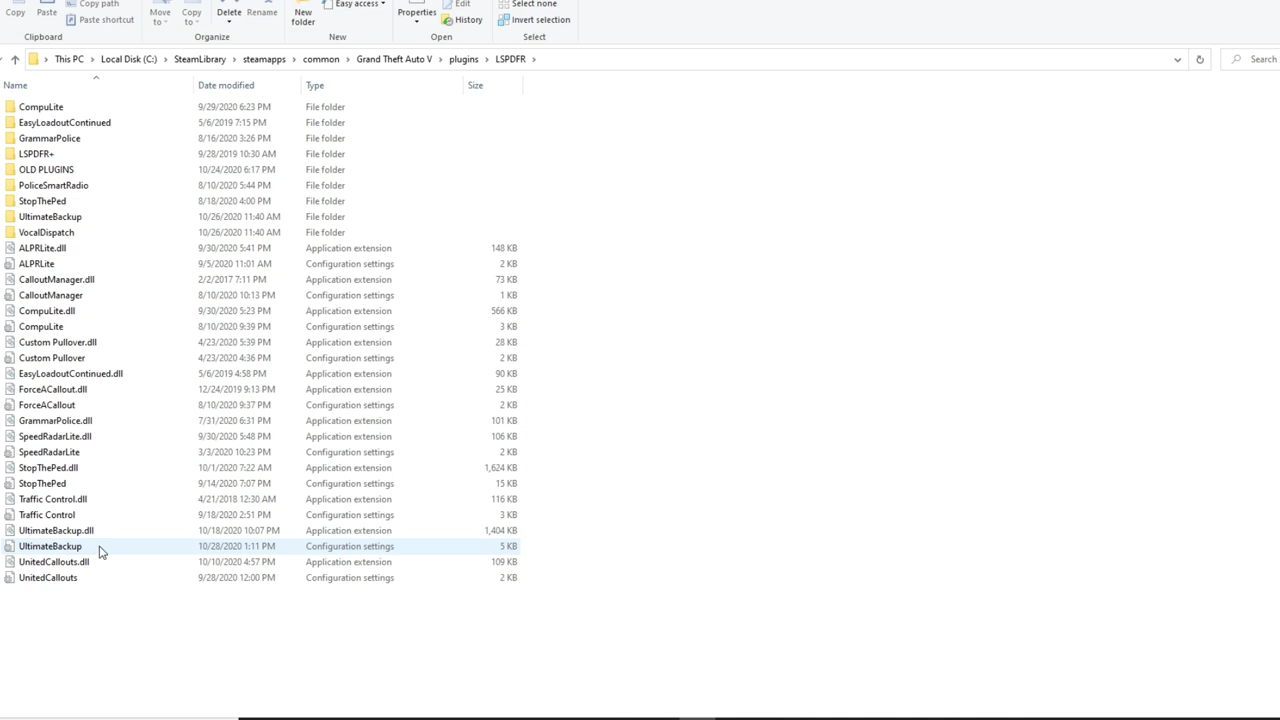 Copy path
Easy access
Edit
Select none
Copy
Paste
Paste shortcut
Move to
Copy to
Delete
Rename
New folder
Properties
History
Invert selection
Clipboard
Organize
New
Open
Select
This PC > Local Disk (C:) > SteamLibrary > steamapps > common > Grand Theft Auto V > plugins > LSPDFR >
Search
Name Date modified Type Size
CompuLite 9/29/2020 6:23 PM File folder
EasyLoadoutContinued 5/6/2019 7:15 PM File folder
GrammarPolice 8/16/2020 3:26 PM File folder
LSPDFR+ 9/28/2019 10:30 AM File folder
OLD PLUGINS 10/24/2020 6:17 PM File folder
PoliceSmartRadio 8/10/2020 5:44 PM File folder
StopThePed 8/18/2020 4:00 PM File folder
UltimateBackup 10/26/2020 11:40 AM File folder
VocalDispatch 10/26/2020 11:40 AM File folder
ALPRLite.dll 9/30/2020 5:41 PM Application extension 148 KB
ALPRLite 9/5/2020 11:01 AM Configuration settings 2 KB
CalloutManager.dll 2/2/2017 7:11 PM Application extension 73 KB
CalloutManager 8/10/2020 10:13 PM Configuration settings 1 KB
CompuLite.dll 9/30/2020 5:23 PM Application extension 566 KB
CompuLite 8/10/2020 9:39 PM Configuration settings 3 KB
Custom Pullover.dll 4/23/2020 5:39 PM Application extension 28 KB
Custom Pullover 4/23/2020 4:36 PM Configuration settings 2 KB
EasyLoadoutContinued.dll 5/6/2019 4:58 PM Application extension 90 KB
ForceACallout.dll 12/24/2019 9:13 PM Application extension 25 KB
ForceACallout 8/10/2020 9:37 PM Configuration settings 2 KB
GrammarPolice.dll 7/31/2020 6:31 PM Application extension 101 KB
SpeedRadarLite.dll 9/30/2020 5:48 PM Application extension 106 KB
SpeedRadarLite 3/3/2020 10:23 PM Configuration settings 2 KB
StopThePed.dll 10/1/2020 7:22 AM Application extension 1,624 KB
StopThePed 9/14/2020 7:07 PM Configuration settings 15 KB
Traffic Control.dll 4/21/2018 12:30 AM Application extension 116 KB
Traffic Control 9/18/2020 2:51 PM Configuration settings 3 KB
UltimateBackup.dll 10/18/2020 10:07 PM Application extension 1,404 KB
UltimateBackup 10/28/2020 1:11 PM Configuration settings 5 KB
UnitedCallouts.dll 10/10/2020 4:57 PM Application extension 109 KB
UnitedCallouts 9/28/2020 12:00 PM Configuration settings 2 KB